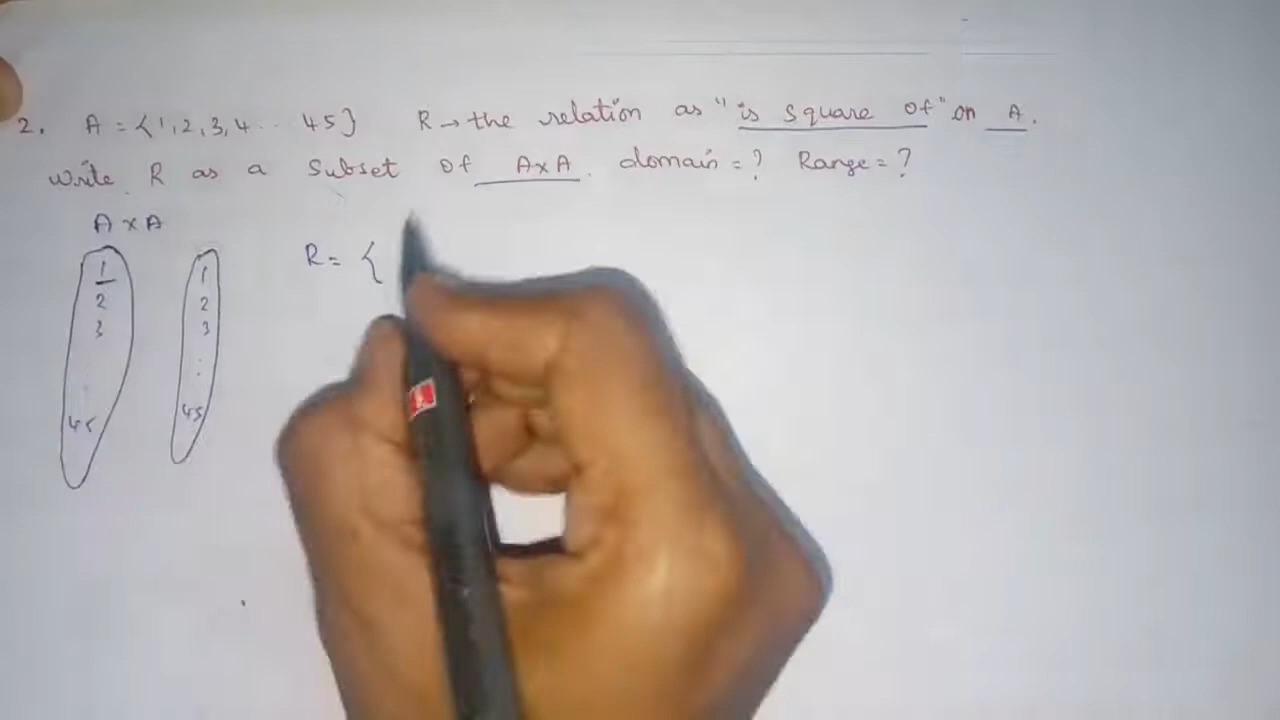 2. A = {1,2,3,4... 45} R → the relation as "is square of" on A.
Write R as a subset of A×A. domain = ? Range = ?
A × A
R = {
1 1
2 2
3 3
45 45